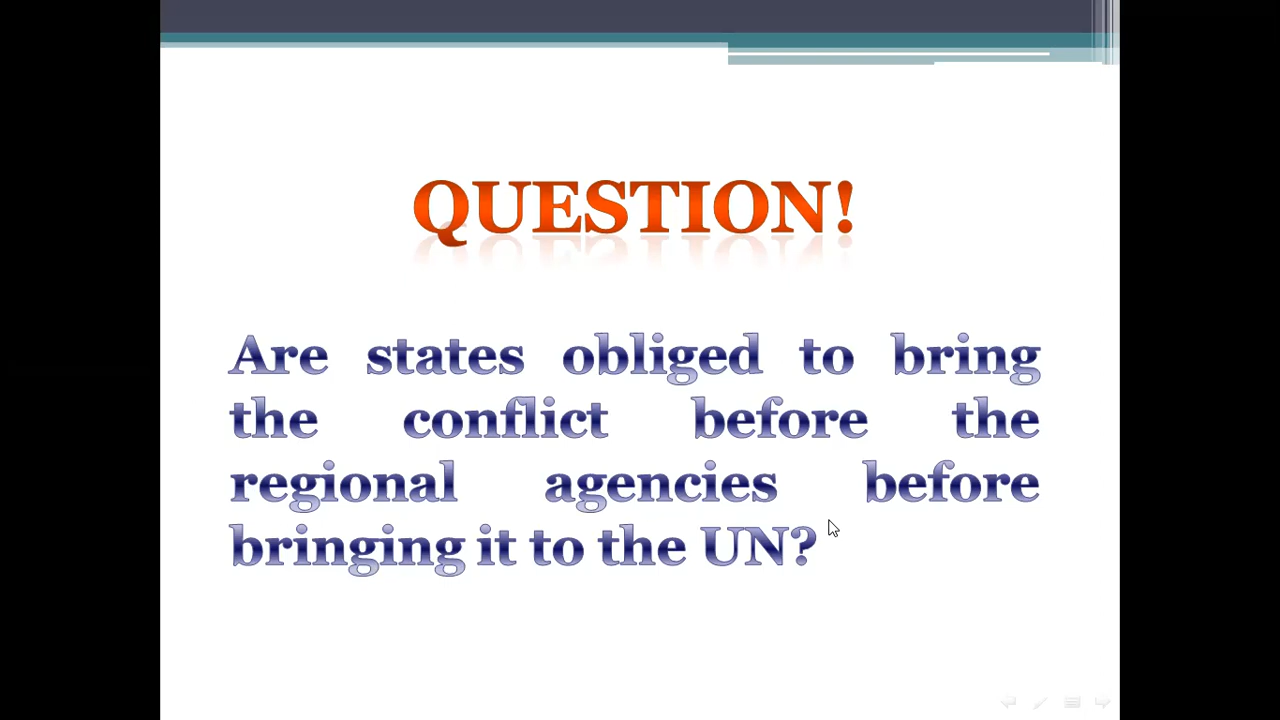 QUESTION!
Are states obliged to bring
the conflict before the
regional agencies before
bringing it to the UN?